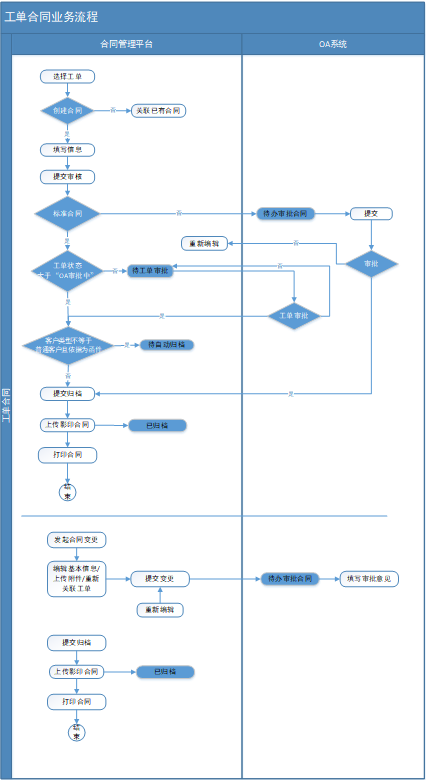 工单合同业务流程
合同管理平台
OA系统
工单合同
选择工单
创建合同
否
关联已有合同
是
填写信息
提交审核
标准合同
否
待办审批合同
提交
是
重新编辑
否
审批
工单状态
大于“OA审批中”
否
待工单审批
否
是
是
工单审批
客户类型不等于
普通客户且依据为函件
是
待自动归档
否
提交归档
是
上传影印合同
已归档
打印合同
结
束
发起合同变更
编辑基本信息/
上传附件/重新
关联工单
提交变更
待办审批合同
填写审批意见
重新编辑
提交归档
上传影印合同
已归档
打印合同
结
束